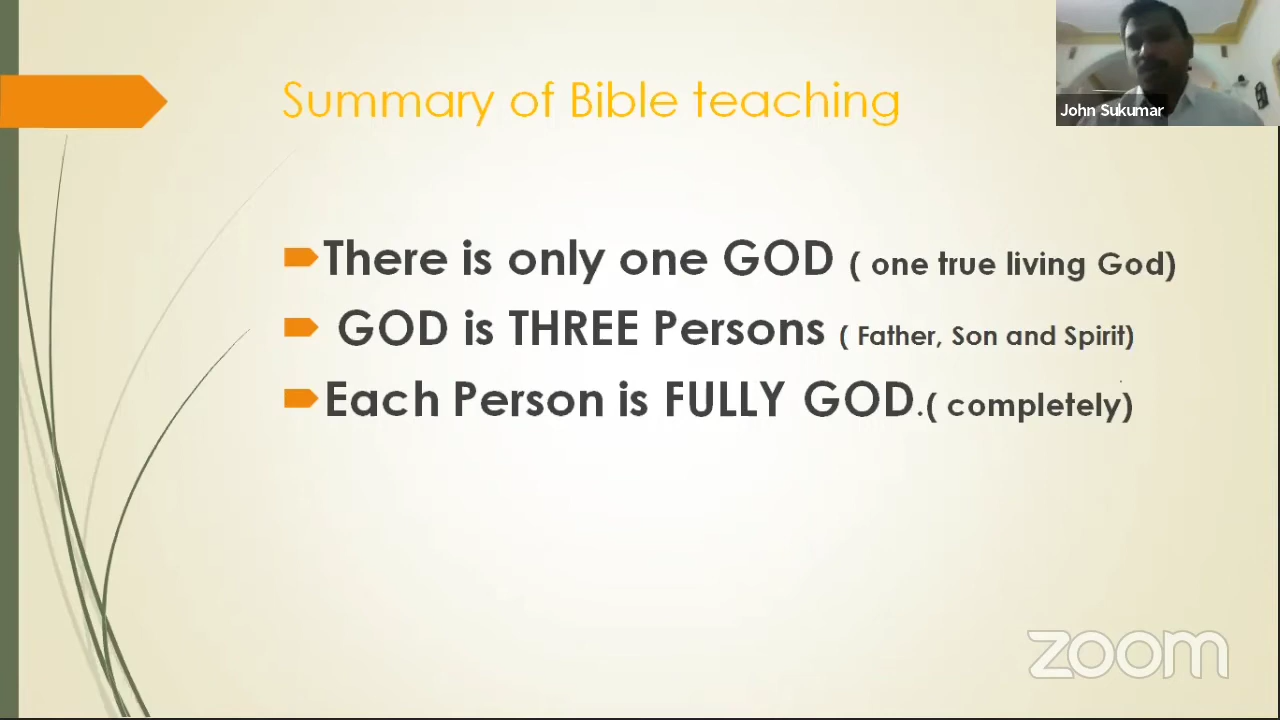 Summary of Bible teaching
John Sukumar
There is only one GOD ( one true living God)
GOD is THREE Persons ( Father, Son and Spirit)
Each Person is FULLY GOD.( completely)
zoom